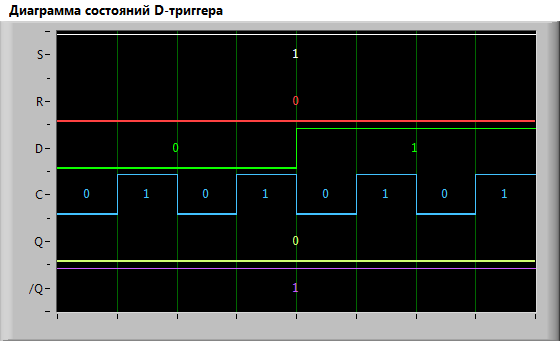 Диаграмма состояний D-триггера
S 1
R 0
D 0 1
C 0 1 0 1 0 1 0 1
Q 0
/Q 1